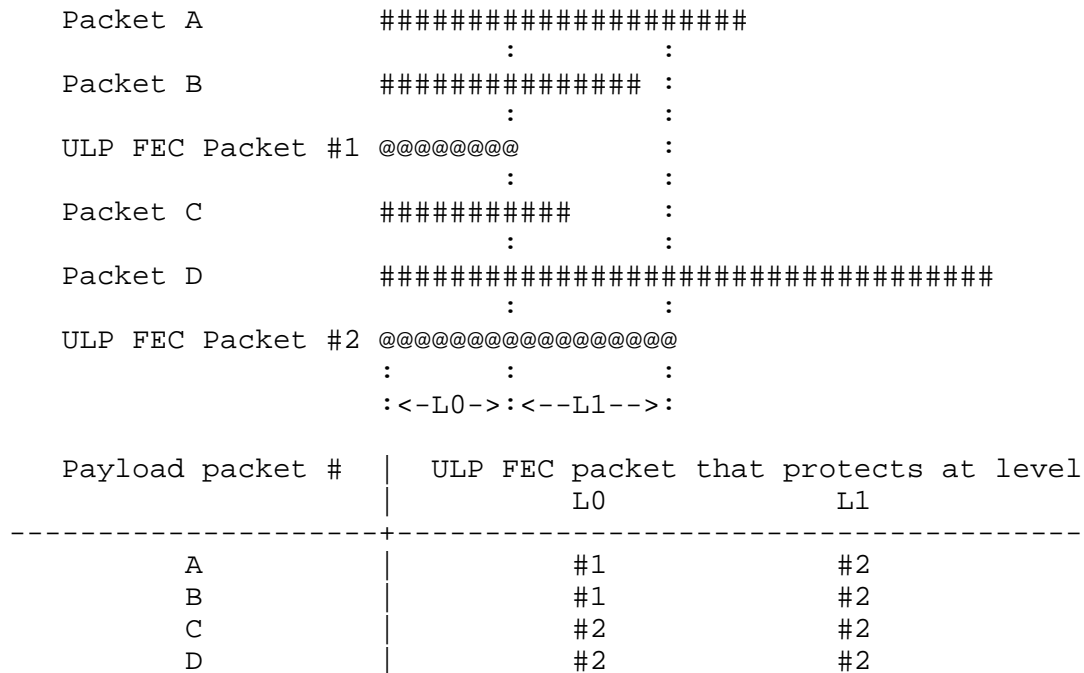 Packet A          #####################
                         :        :
Packet B          ############### :
                         :        :
ULP FEC Packet #1 @@@@@@@@        :
                         :        :
Packet C          ###########     :
                         :        :
Packet D          ###################################
                         :        :
ULP FEC Packet #2 @@@@@@@@@@@@@@@@@
                  :      :        :
                  :<-L0->:<--L1-->:
Payload packet #  |  ULP FEC packet that protects at level
                  |          L0             L1
---------------------+---------------------------------------
       A          |          #1             #2
       B          |          #1             #2
       C          |          #2             #2
       D          |          #2             #2